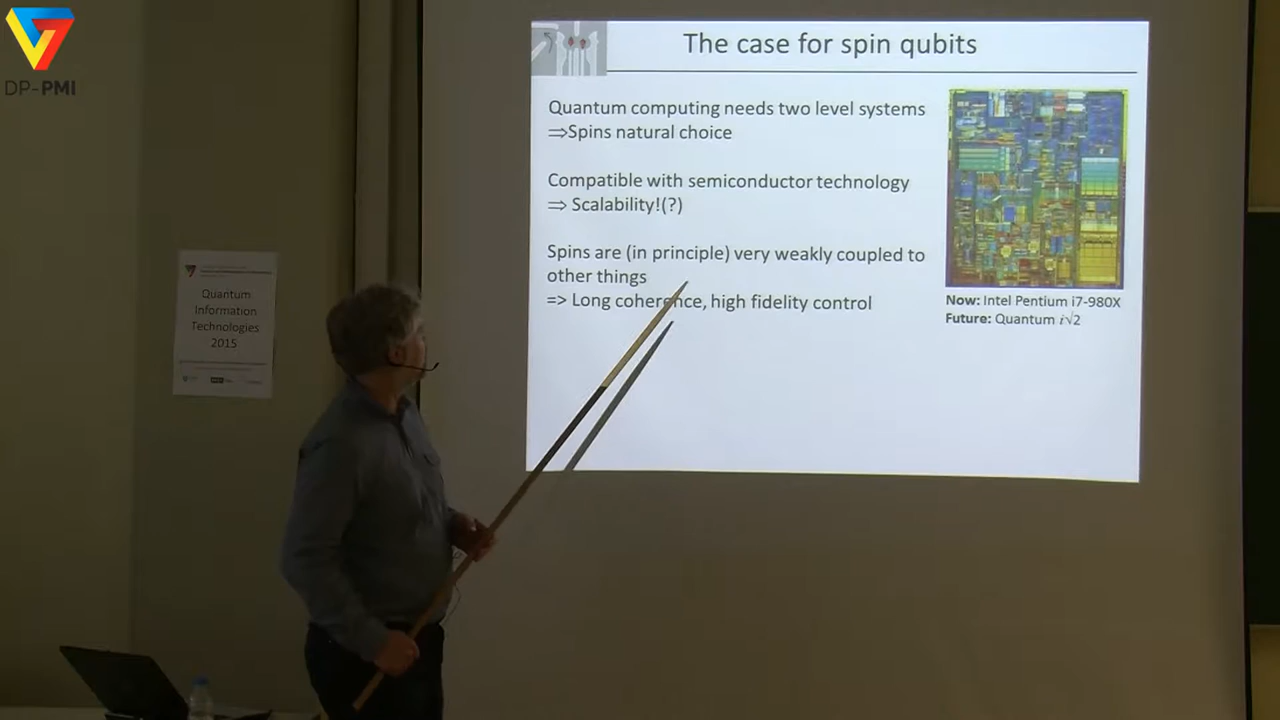 DP-PMI
The case for spin qubits
Quantum computing needs two level systems
⇒Spins natural choice
Compatible with semiconductor technology
⇒ Scalability!(?)
Spins are (in principle) very weakly coupled to
other things
=> Long coherence, high fidelity control
Now: Intel Pentium i7-980X
Future: Quantum i√2
Quantum
Information
Technologies
2015